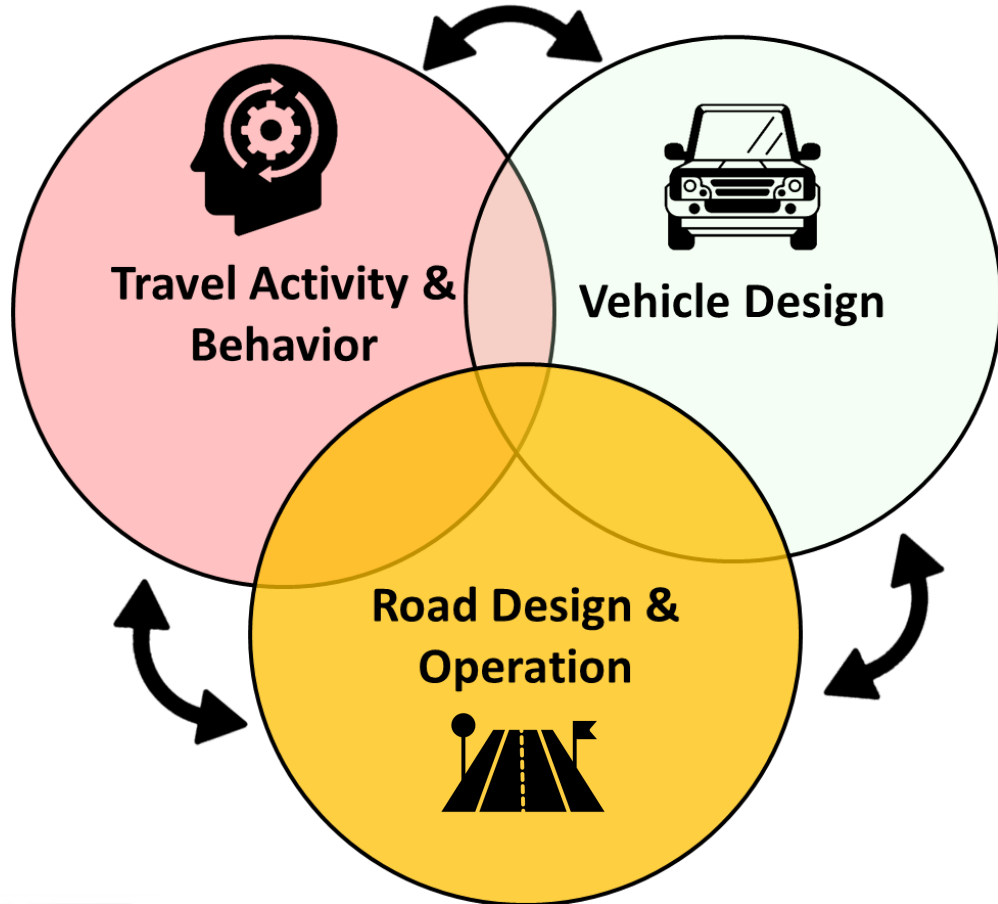 Travel Activity &
Behavior
Vehicle Design
Road Design &
Operation